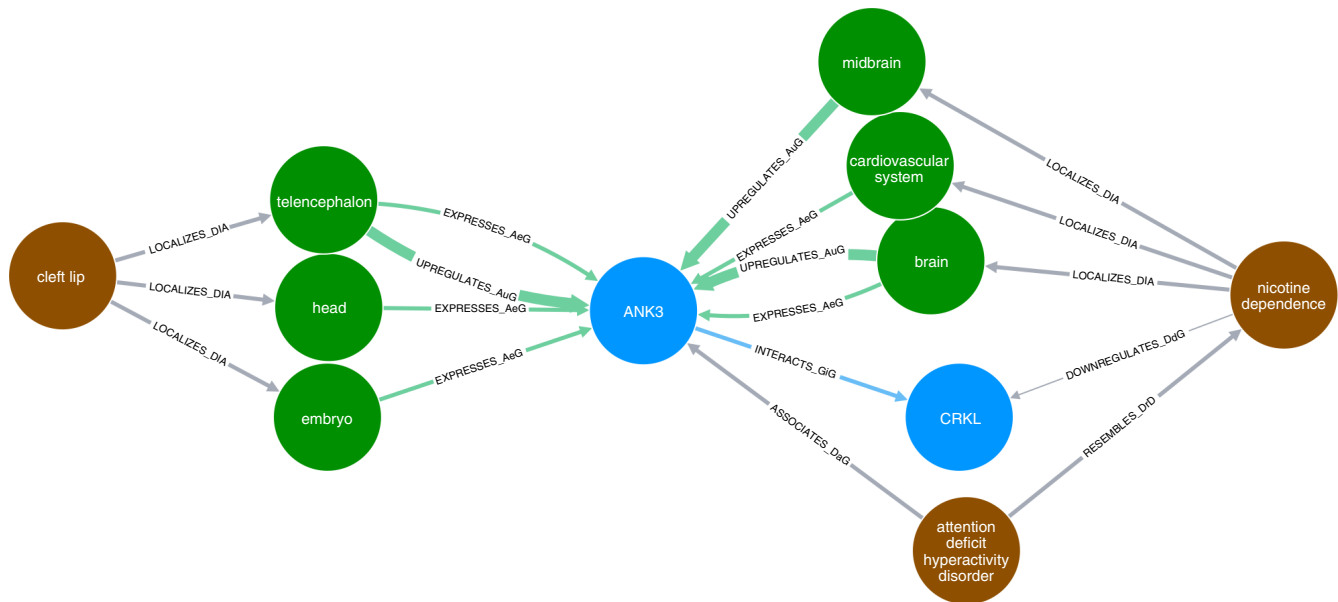 midbrain
LOCALIZES_DlA
UPREGULATES_AuG
cardiovascular
system
telencephalon
EXPRESSES_AeG
LOCALIZES_DlA
EXPRESSES_AeG
LOCALIZES_DlA
UPREGULATES_AuG
UPREGULATES_AuG
brain
LOCALIZES_DlA
cleft lip
LOCALIZES_DlA
head
EXPRESSES_AeG
ANK3
EXPRESSES_AeG
nicotine
dependence
LOCALIZES_DlA
EXPRESSES_AeG
INTERACTS_GiG
DOWNREGULATES_DdG
embryo
CRKL
ASSOCIATES_DaG
RESEMBLES_DrD
attention
deficit
hyperactivity
disorder